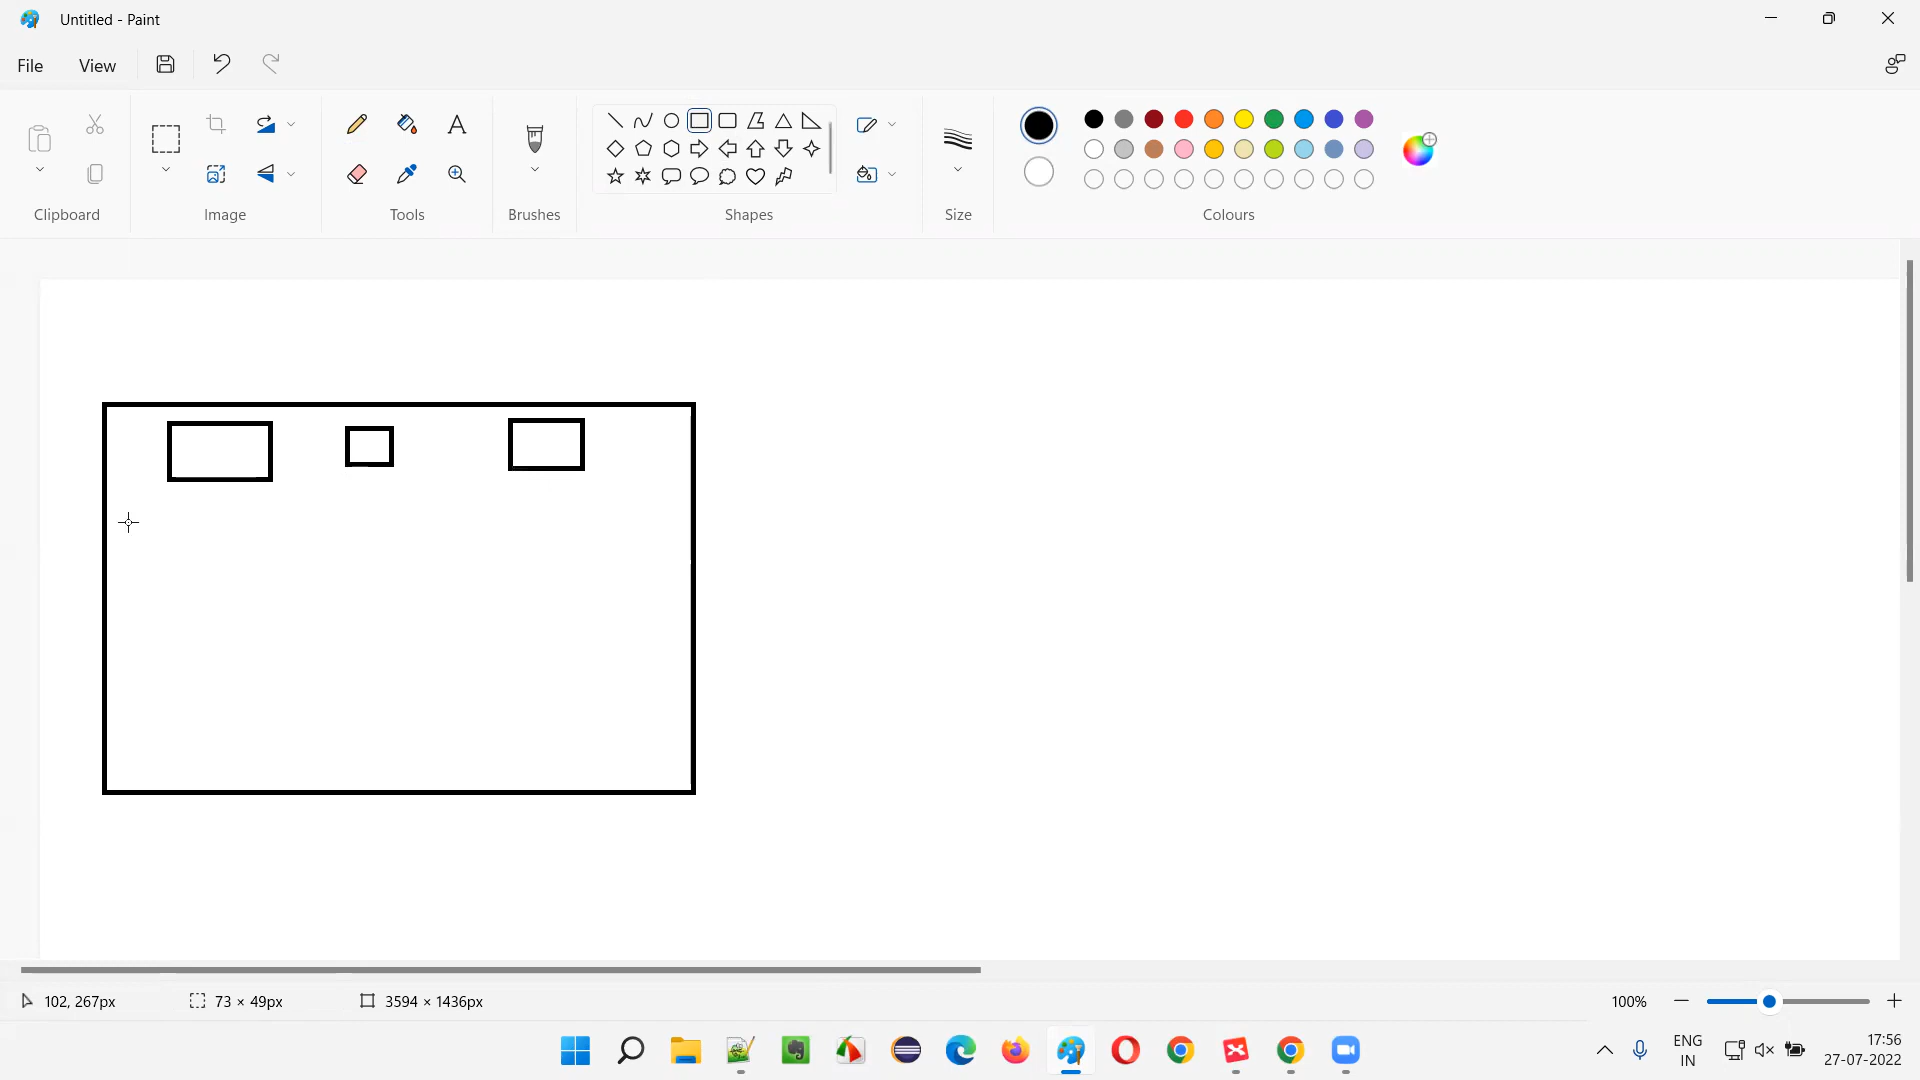 Untitled - Paint
File
View
Clipboard
Image
Tools
Brushes
Shapes
Size
Colours
102, 267px
73 × 49px
3594 × 1436px
100%
ENG
IN
17:56
27-07-2022